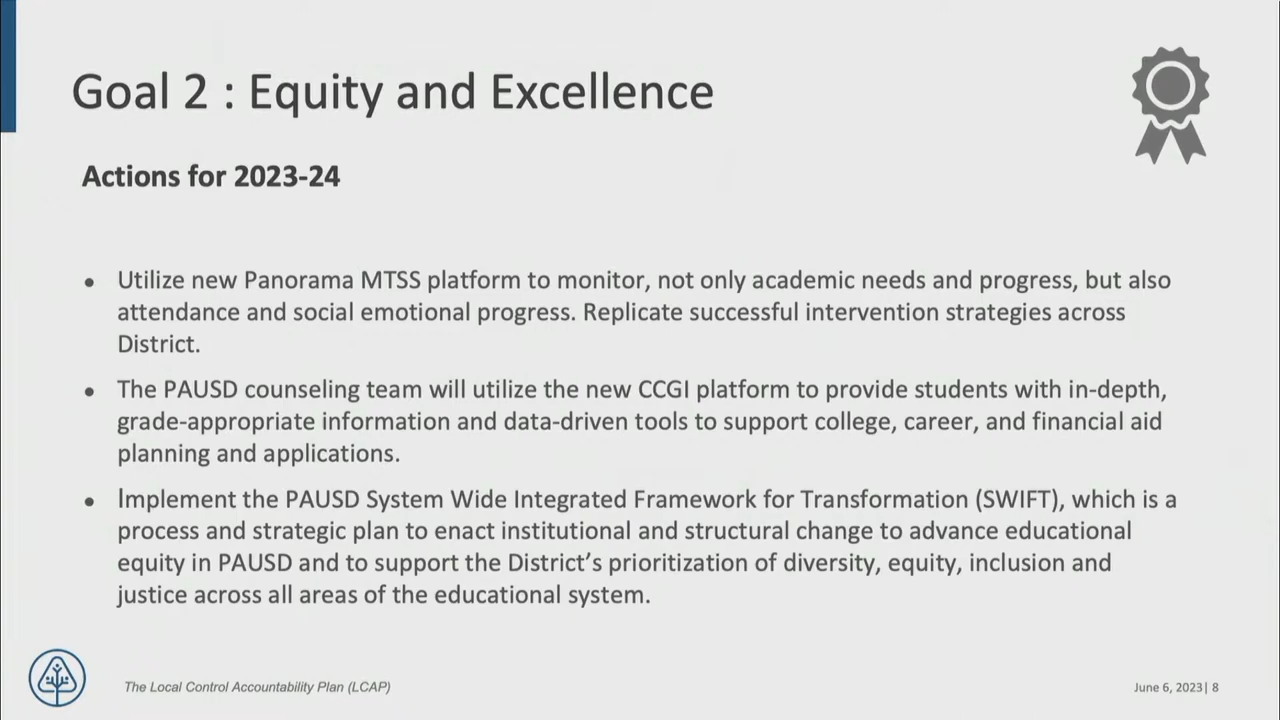 Goal 2 : Equity and Excellence
Actions for 2023-24
• Utilize new Panorama MTSS platform to monitor, not only academic needs and progress, but also
attendance and social emotional progress. Replicate successful intervention strategies across
District.
• The PAUSD counseling team will utilize the new CCGI platform to provide students with in-depth,
grade-appropriate information and data-driven tools to support college, career, and financial aid
planning and applications.
• Implement the PAUSD System Wide Integrated Framework for Transformation (SWIFT), which is a
process and strategic plan to enact institutional and structural change to advance educational
equity in PAUSD and to support the District’s prioritization of diversity, equity, inclusion and
justice across all areas of the educational system.
The Local Control Accountability Plan (LCAP)
June 6, 2023| 8